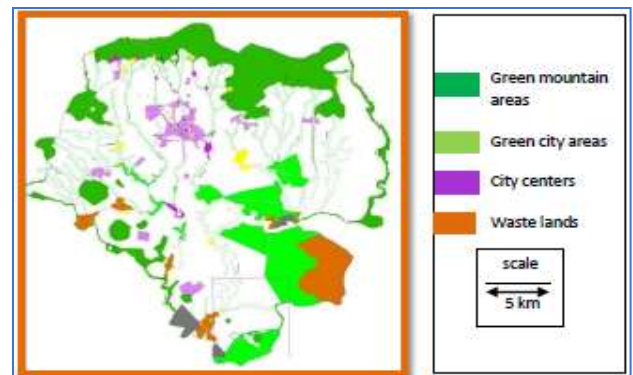 Green mountain
areas
Green city areas
City centers
Waste lands
scale
5 km